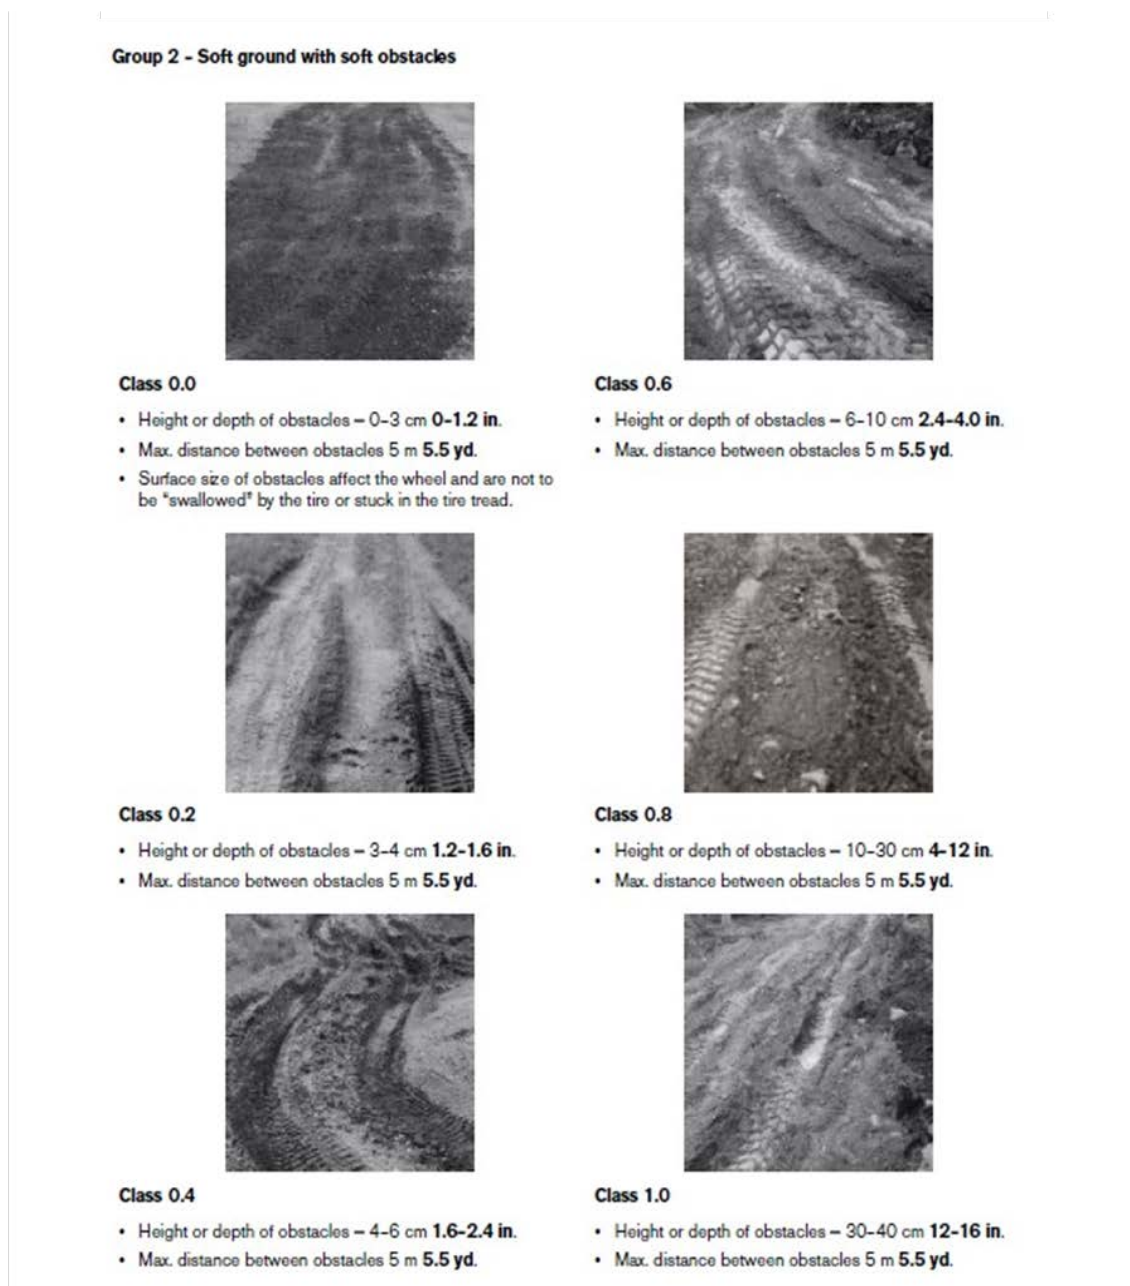 Group 2 – Soft ground with soft obstacles
Class 0.0
• Height or depth of obstacles – 0–3 cm 0–1.2 in.
• Max. distance between obstacles 5 m 5.5 yd.
• Surface size of obstacles affect the wheel and are not to
be "swallowed" by the tire or stuck in the tire tread.
Class 0.6
• Height or depth of obstacles – 6–10 cm 2.4–4.0 in.
• Max. distance between obstacles 5 m 5.5 yd.
Class 0.2
• Height or depth of obstacles – 3–4 cm 1.2–1.6 in.
• Max. distance between obstacles 5 m 5.5 yd.
Class 0.8
• Height or depth of obstacles – 10–30 cm 4–12 in.
• Max. distance between obstacles 5 m 5.5 yd.
Class 0.4
• Height or depth of obstacles – 4–6 cm 1.6–2.4 in.
• Max. distance between obstacles 5 m 5.5 yd.
Class 1.0
• Height or depth of obstacles – 30–40 cm 12–16 in.
• Max. distance between obstacles 5 m 5.5 yd.